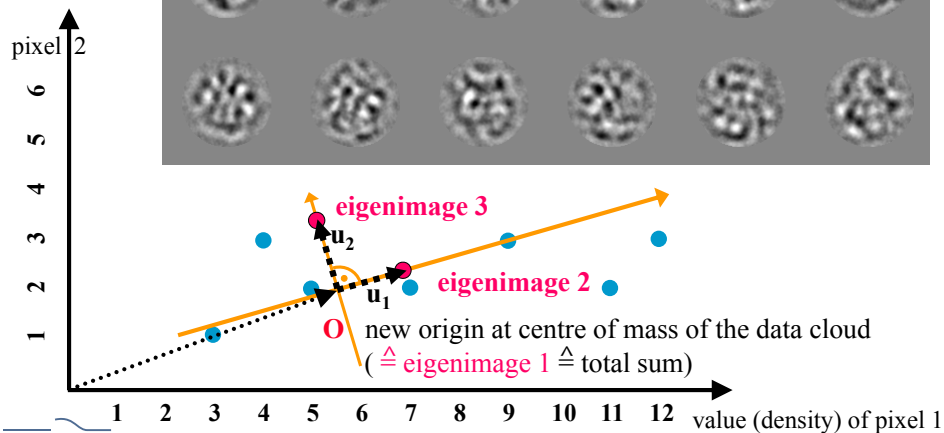 pixel 2
6
5
4
3
2
1
eigenimage 3
u2
eigenimage 2
u1
O new origin at centre of mass of the data cloud
( ≙ eigenimage 1 ≙ total sum)
1 2 3 4 5 6 7 8 9 10 11 12 value (density) of pixel 1